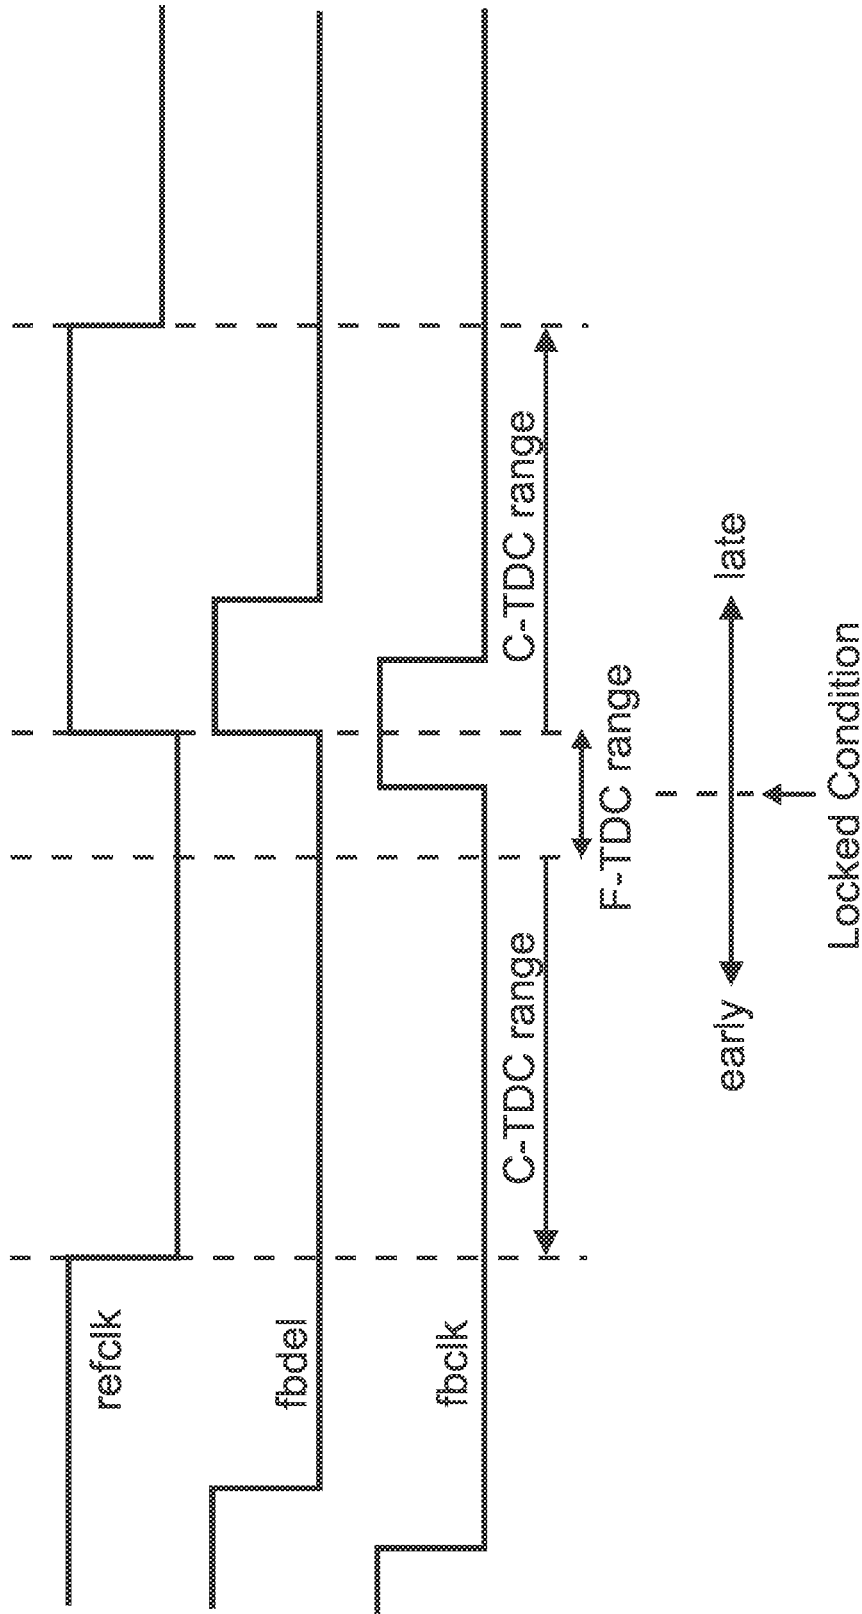 refclk
fbdel
fbclk
C-TDC range
C-TDC range
F-TDC range
early
late
Locked Condition